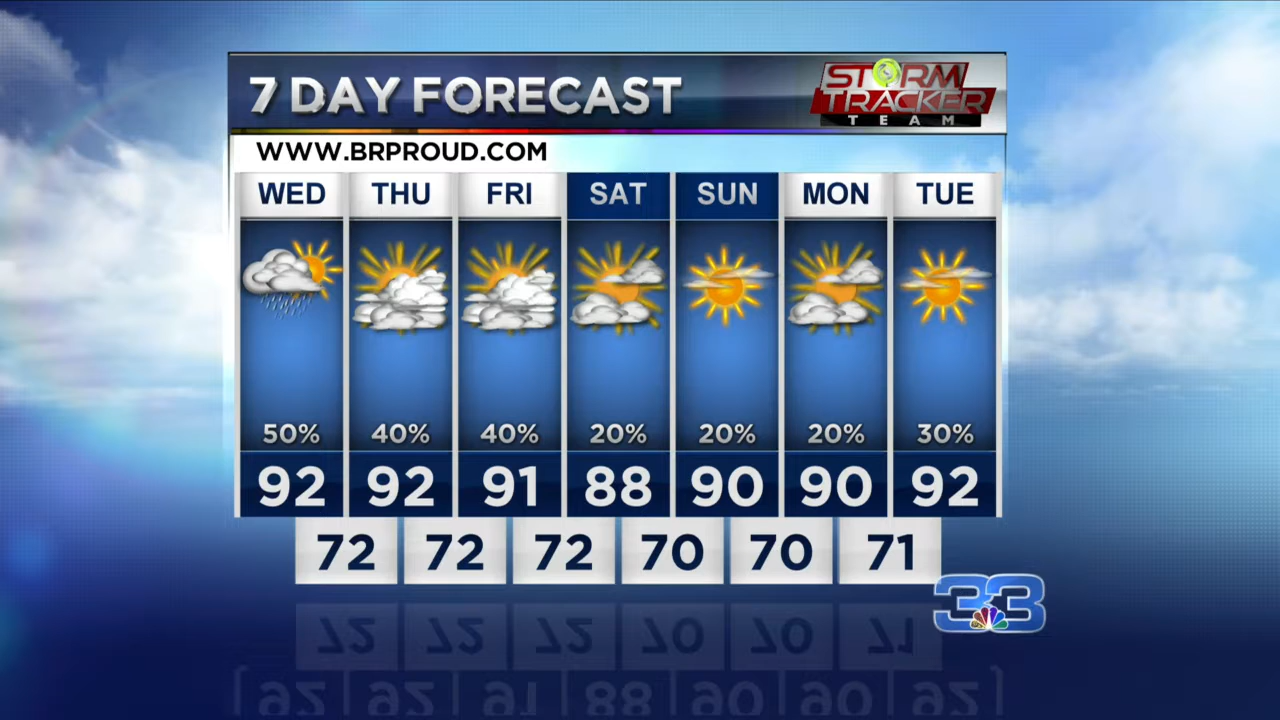 7 DAY FORECAST
STORM
TRACKER
TEAM
WWW.BRPROUD.COM
WED THU FRI SAT SUN MON TUE
50% 40% 40% 20% 20% 20% 30%
92 92 91 88 90 90 92
72 72 72 70 70 71
33